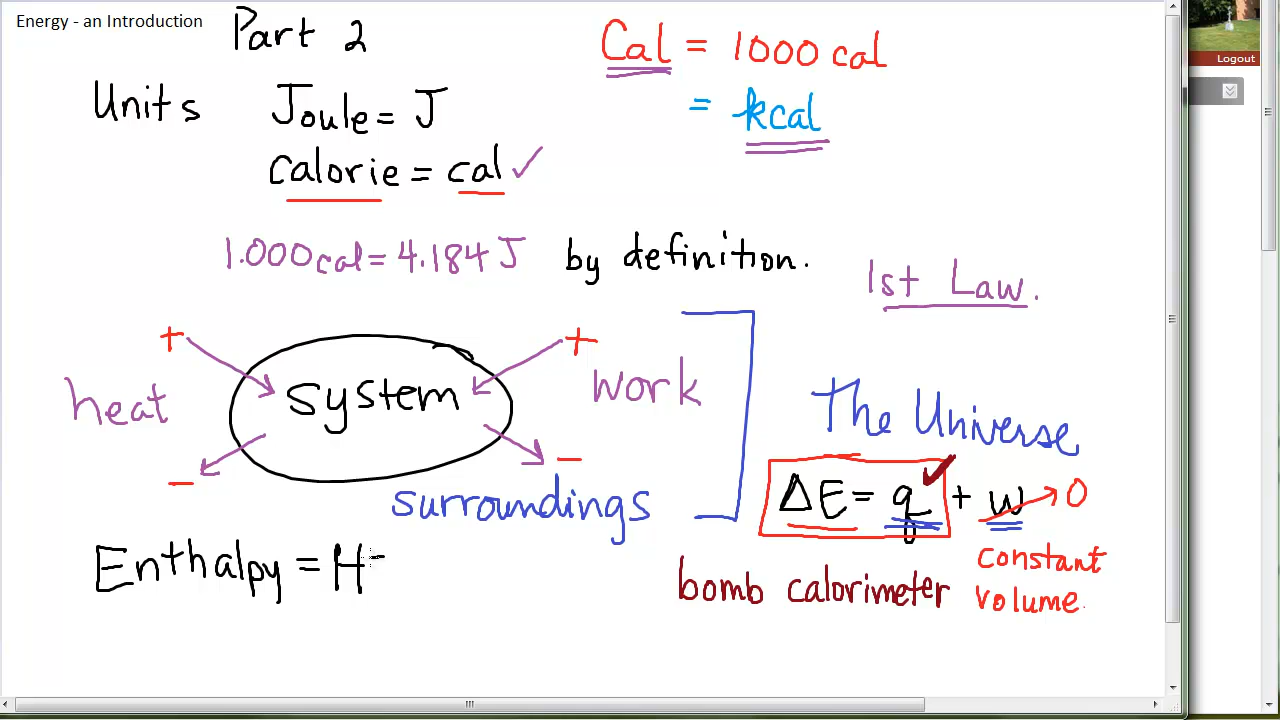 Energy - an Introduction
Part 2
Cal = 1000 cal
= kcal
Units Joule = J
calorie = cal ✓
1.000 cal = 4.184 J by definition.
1st Law.
+ +
heat system work
- -
surroundings
The Universe
ΔE = q ✓ + w → 0
constant volume
bomb calorimeter
Enthalpy = H =
Logout